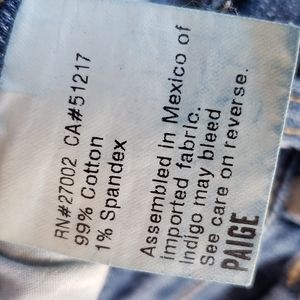 RN#27002 CA#51217
99% Cotton
1% Spandex
Assembled in Mexico of
imported fabric.
Indigo may bleed
See care on reverse.
PAIGE